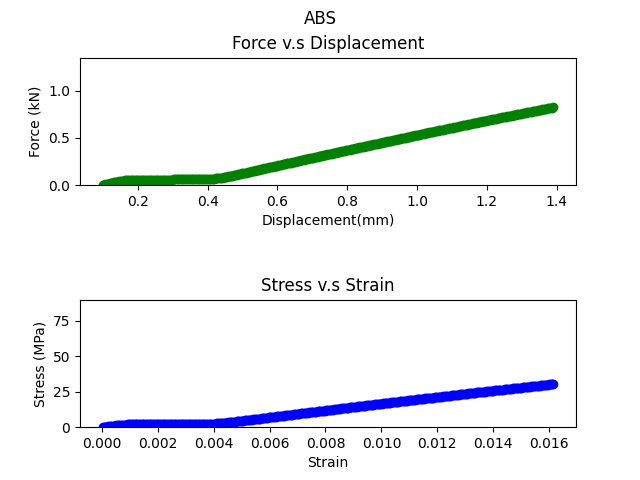 ABS
Force v.s Displacement
1.0
0.5
0.0
Force (kN)
0.2 0.4 0.6 0.8 1.0 1.2 1.4
Displacement(mm)
Stress v.s Strain
75
50
25
0
Stress (MPa)
0.000 0.002 0.004 0.006 0.008 0.010 0.012 0.014 0.016
Strain